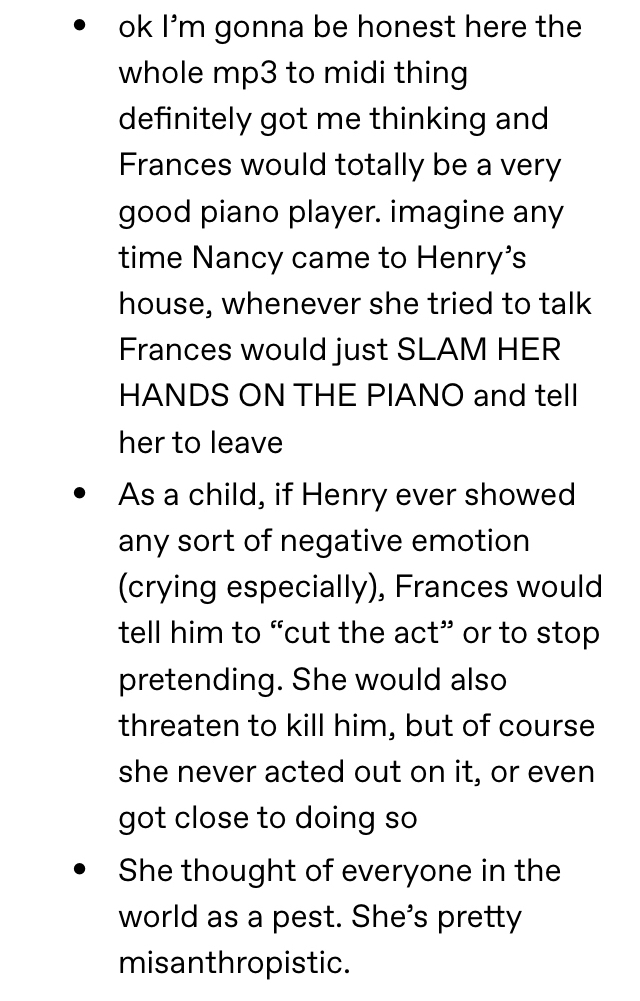 • ok I’m gonna be honest here the
whole mp3 to midi thing
definitely got me thinking and
Frances would totally be a very
good piano player. imagine any
time Nancy came to Henry’s
house, whenever she tried to talk
Frances would just SLAM HER
HANDS ON THE PIANO and tell
her to leave
• As a child, if Henry ever showed
any sort of negative emotion
(crying especially), Frances would
tell him to “cut the act” or to stop
pretending. She would also
threaten to kill him, but of course
she never acted out on it, or even
got close to doing so
• She thought of everyone in the
world as a pest. She’s pretty
misanthropistic.